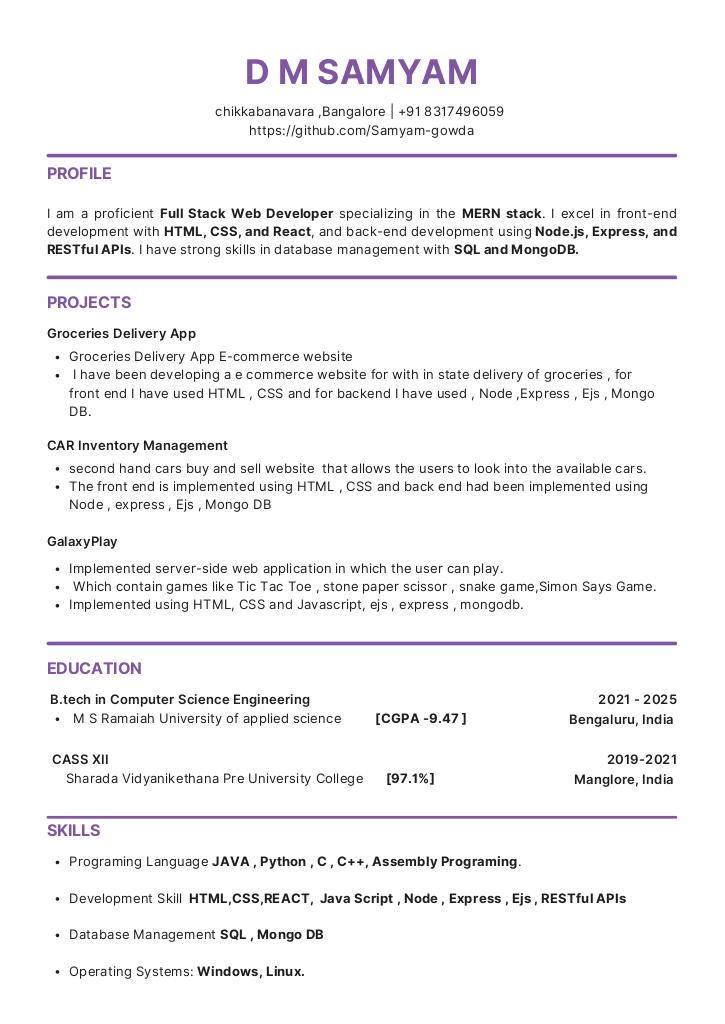 D M SAMYAM
chikkabanavara ,Bangalore | +91 8317496059
https://github.com/Samyam-gowda
PROFILE
I am a proficient Full Stack Web Developer specializing in the MERN stack. I excel in front-end
development with HTML, CSS, and React, and back-end development using Node.js, Express, and
RESTful APIs. I have strong skills in database management with SQL and MongoDB.
PROJECTS
Groceries Delivery App
• Groceries Delivery App E-commerce website
• I have been developing a e commerce website for with in state delivery of groceries , for
front end I have used HTML , CSS and for backend I have used , Node ,Express , Ejs , Mongo
DB.
CAR Inventory Management
• second hand cars buy and sell website that allows the users to look into the available cars.
• The front end is implemented using HTML , CSS and back end had been implemented using
Node , express , Ejs , Mongo DB
GalaxyPlay
• Implemented server-side web application in which the user can play.
• Which contain games like Tic Tac Toe , stone paper scissor , snake game,Simon Says Game.
• Implemented using HTML, CSS and Javascript, ejs , express , mongodb.
EDUCATION
B.tech in Computer Science Engineering 2021 - 2025
• M S Ramaiah University of applied science [CGPA -9.47 ] Bengaluru, India
CASS XII 2019-2021
Sharada Vidyanikethana Pre University College [97.1%] Manglore, India
SKILLS
• Programing Language JAVA , Python , C , C++, Assembly Programing.
• Development Skill HTML,CSS,REACT, Java Script , Node , Express , Ejs , RESTful APIs
• Database Management SQL , Mongo DB
• Operating Systems: Windows, Linux.